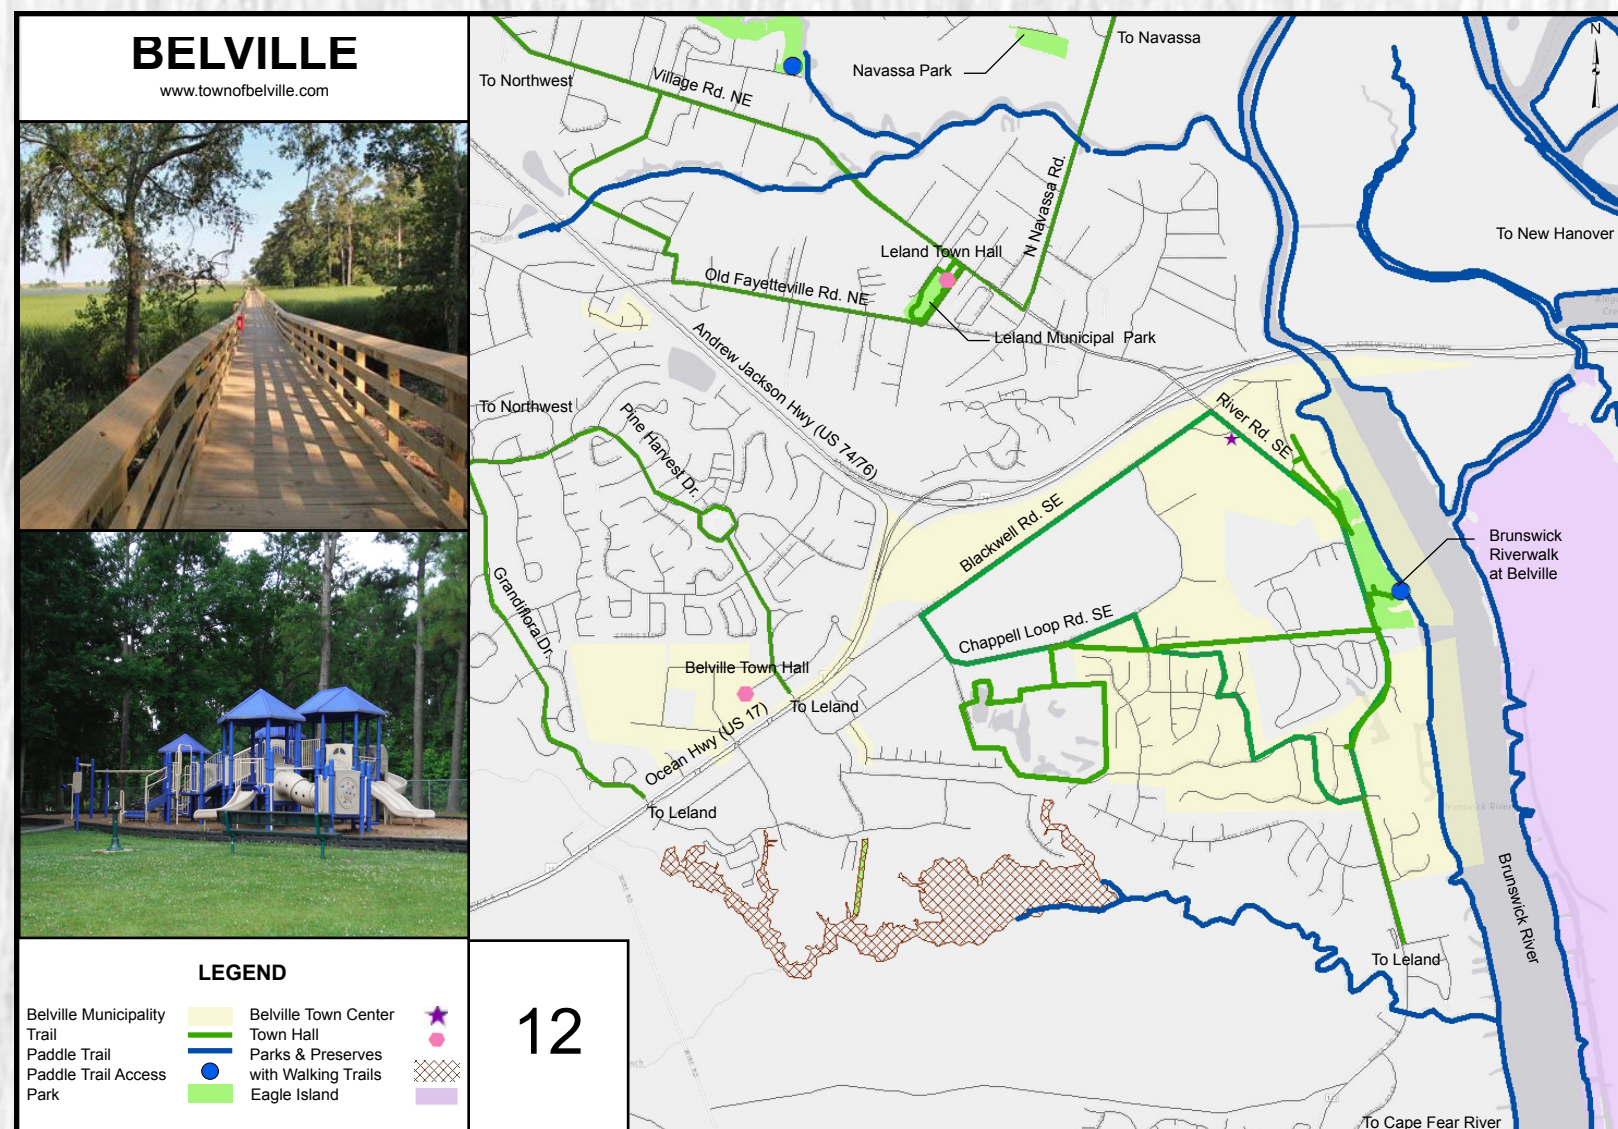 BELVILLE
www.townofbelville.com
To Northwest
Village Rd. NE
Navassa Park
To Navassa
N
To New Hanover
N Navassa Rd.
Leland Town Hall
Old Fayetteville Rd. NE
Leland Municipal Park
ANDREW JACKSON HWY
Andrew Jackson Hwy (US 74/76)
To Northwest
Pine Harvest Dr.
River Rd. SE
Blackwell Rd. SE
Brunswick
Riverwalk
at Belville
Grandiflora Dr.
Chappell Loop Rd. SE
Belville Town Hall
To Leland
Ocean Hwy (US 17)
To Leland
Brunswick River
Brunswick River
To Leland
To Cape Fear River
LEGEND
Belville Municipality
Trail
Paddle Trail
Paddle Trail Access
Park
Belville Town Center
Town Hall
Parks & Preserves
with Walking Trails
Eagle Island
12